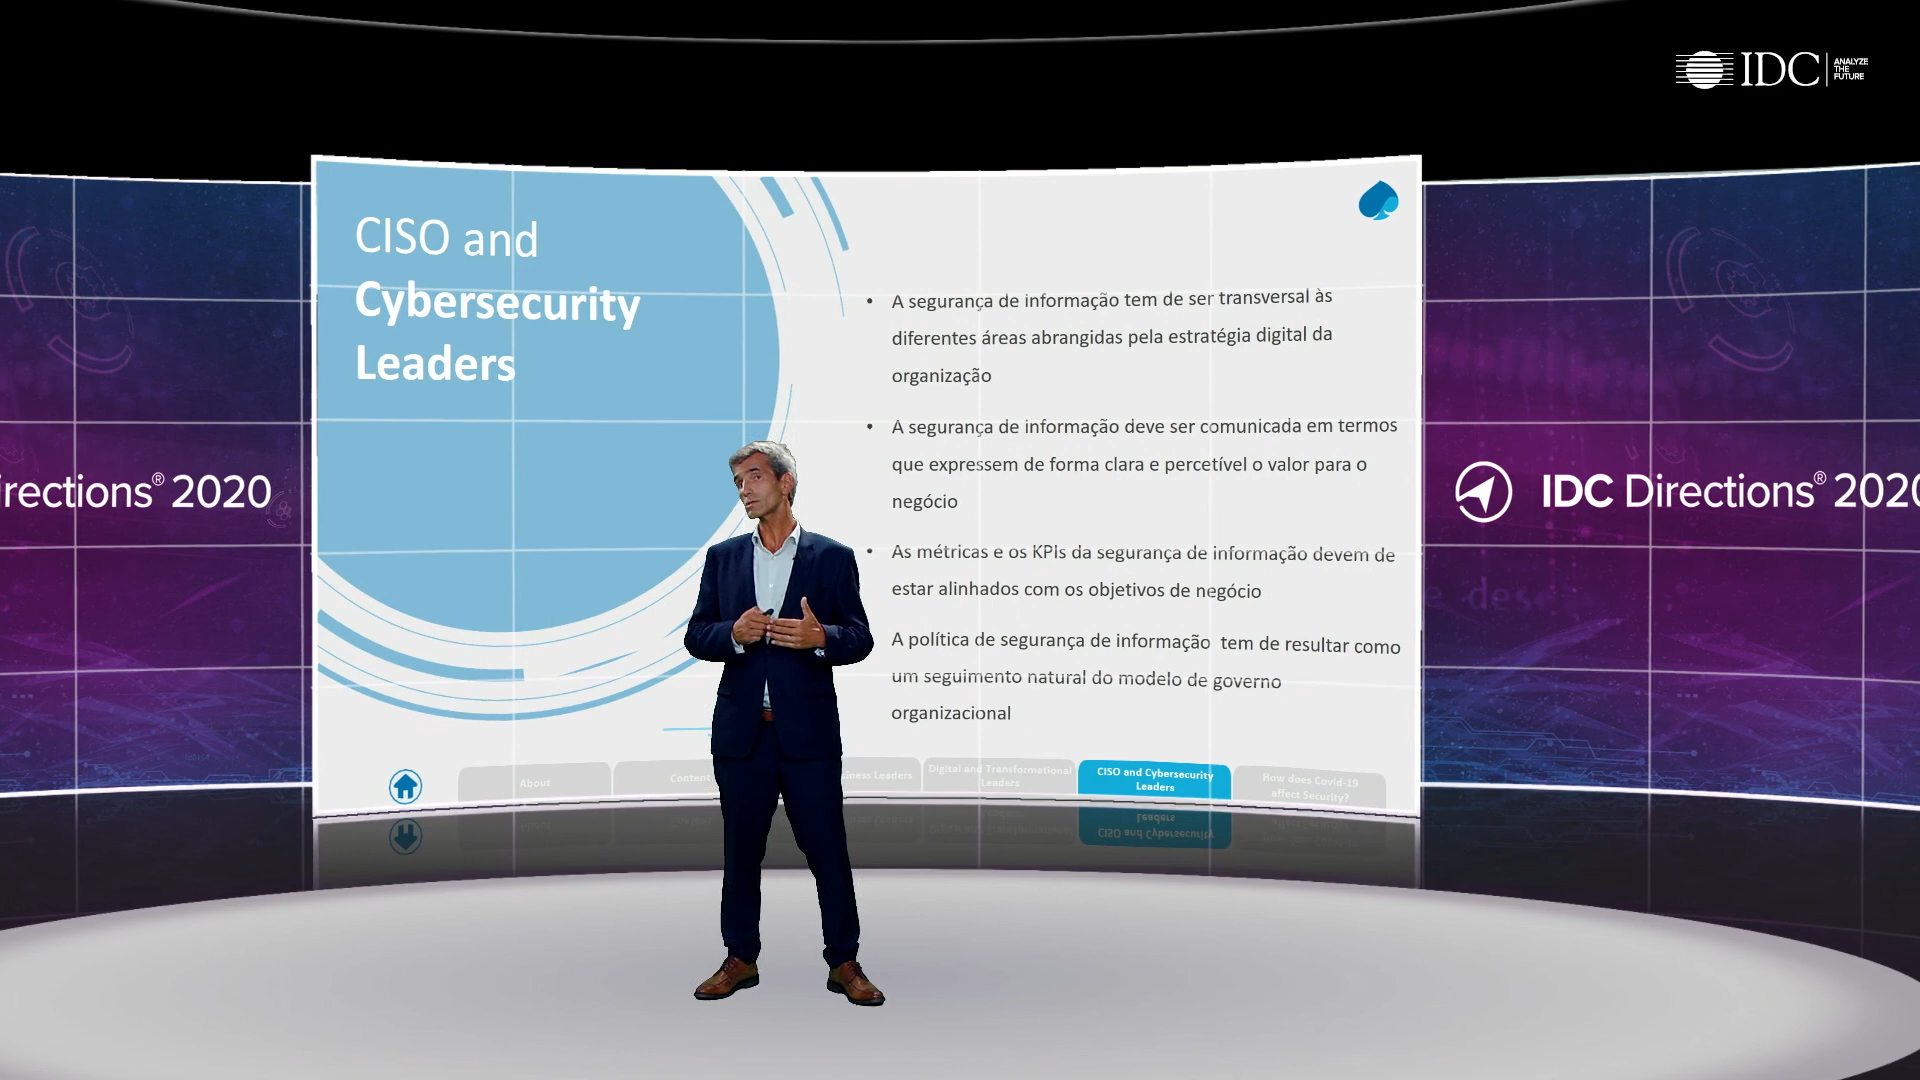 IDC
ANALYZE
THE
FUTURE
CISO and
Cybersecurity
Leaders
• A segurança de informação tem de ser transversal às
diferentes áreas abrangidas pela estratégia digital da
organização
• A segurança de informação deve ser comunicada em termos
que expressem de forma clara e percetível o valor para o
negócio
• As métricas e os KPIs da segurança de informação devem de
estar alinhados com os objetivos de negócio
A política de segurança de informação tem de resultar como
um seguimento natural do modelo de governo
organizacional
irections® 2020
IDC Directions® 2020
About
Content
iness Leaders
Digital and Transformational
Leaders
CISO and Cybersecurity
Leaders
How does Covid-19
affect Security?